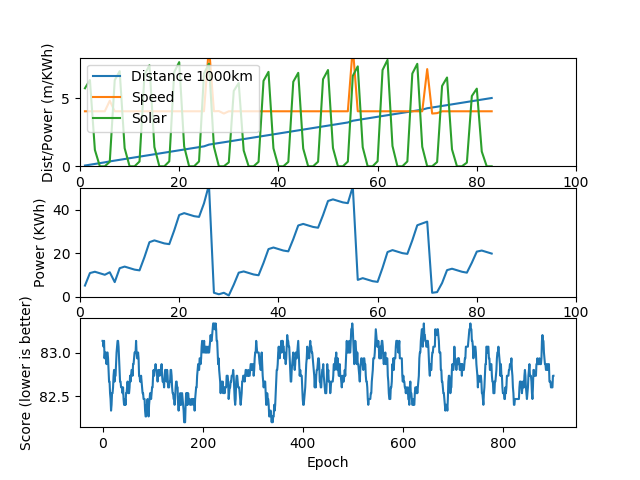 Dist/Power (m/KWh)
5
0
Distance 1000km
Speed
Solar
0 20 40 60 80 100
Power (KWh)
40
20
0
0 20 40 60 80 100
Score (lower is better)
83.0
82.5
0 200 400 600 800
Epoch